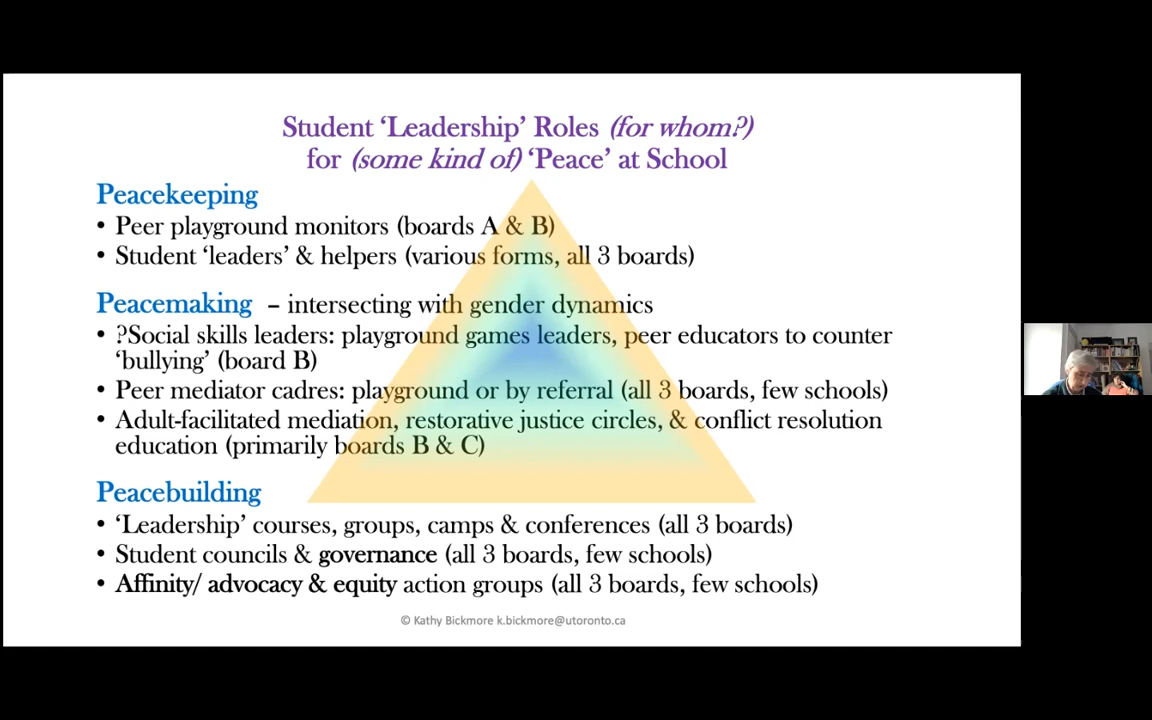 Student ‘Leadership’ Roles (for whom?)
for (some kind of) ‘Peace’ at School
Peacekeeping
• Peer playground monitors (boards A & B)
• Student ‘leaders’ & helpers (various forms, all 3 boards)
Peacemaking – intersecting with gender dynamics
• ?Social skills leaders: playground games leaders, peer educators to counter
‘bullying’ (board B)
• Peer mediator cadres: playground or by referral (all 3 boards, few schools)
• Adult-facilitated mediation, restorative justice circles, & conflict resolution
education (primarily boards B & C)
Peacebuilding
• ‘Leadership’ courses, groups, camps & conferences (all 3 boards)
• Student councils & governance (all 3 boards, few schools)
• Affinity/ advocacy & equity action groups (all 3 boards, few schools)
© Kathy Bickmore k.bickmore@utoronto.ca